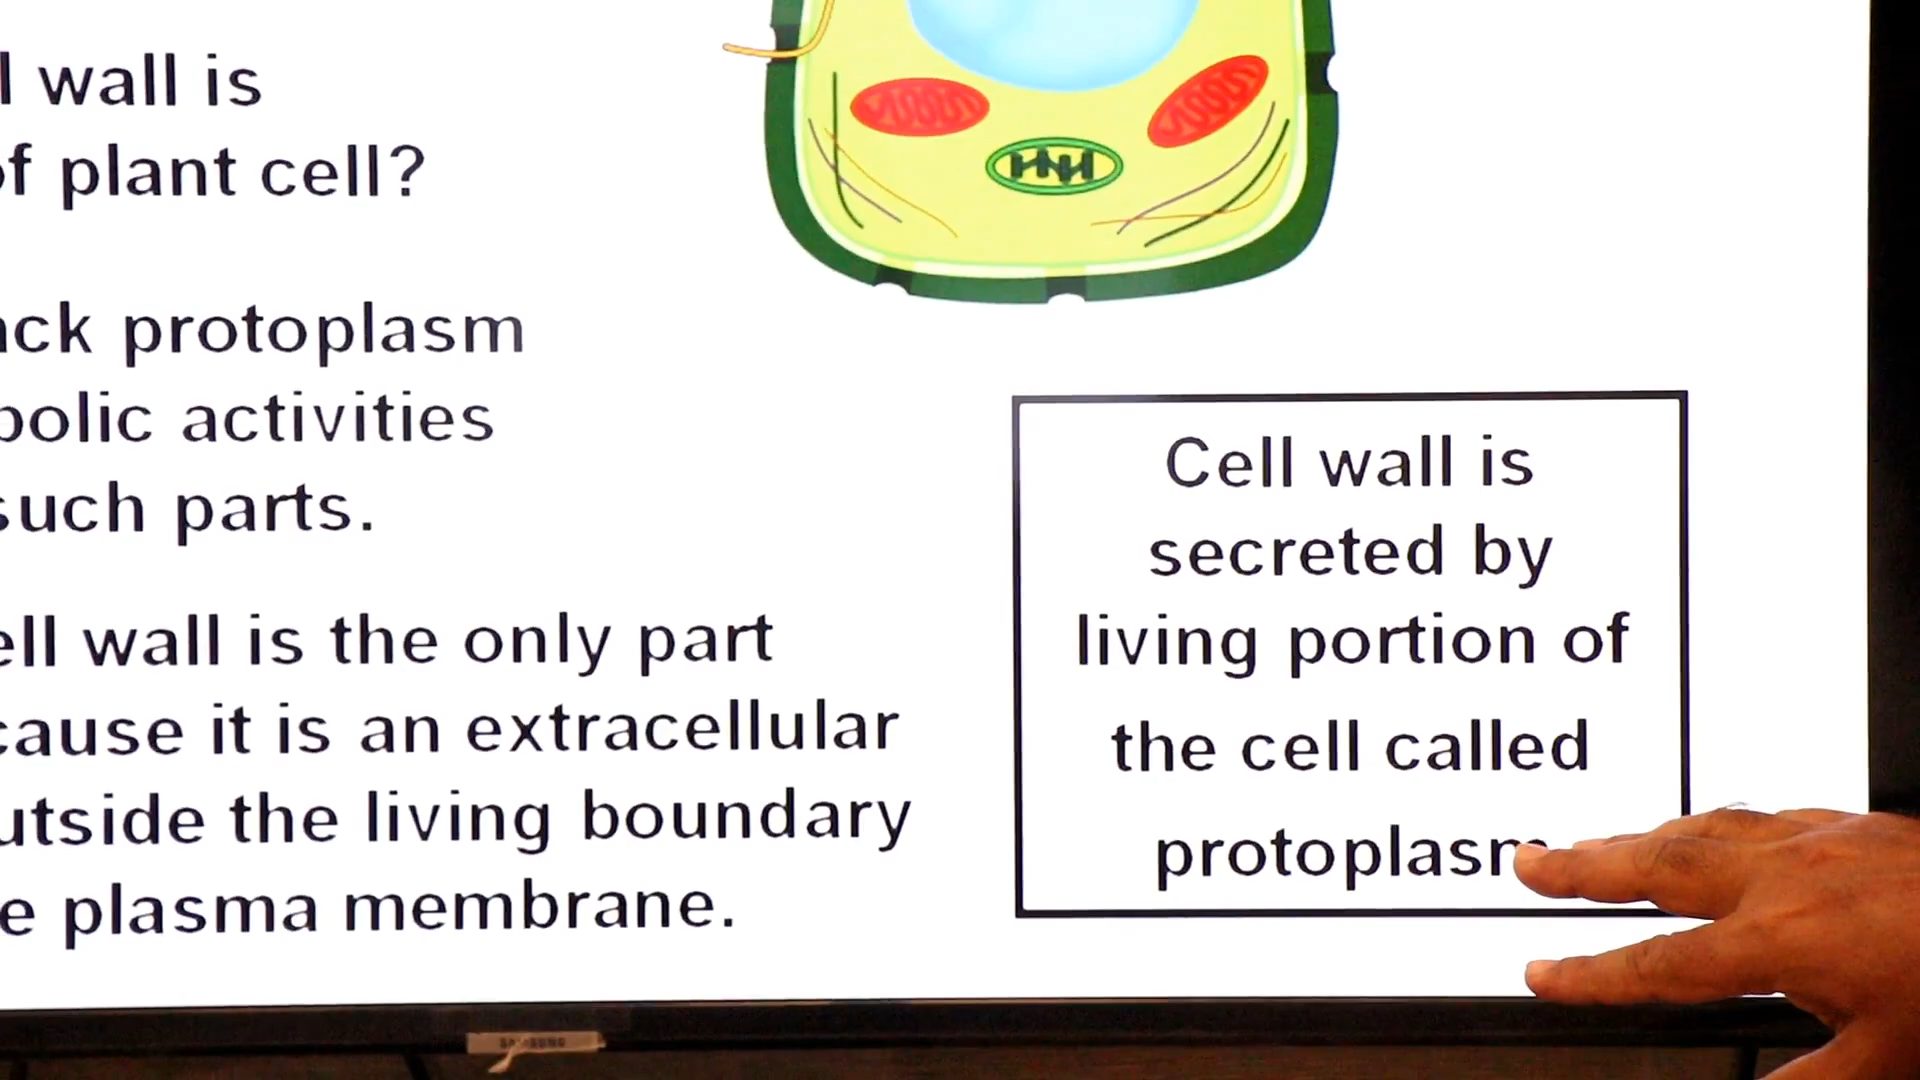 l wall is
of plant cell?
ack protoplasm
bolic activities
such parts.
ell wall is the only part
cause it is an extracellular
utside the living boundary
e plasma membrane.
Cell wall is
secreted by
living portion of
the cell called
protoplasm
SAMSUNG